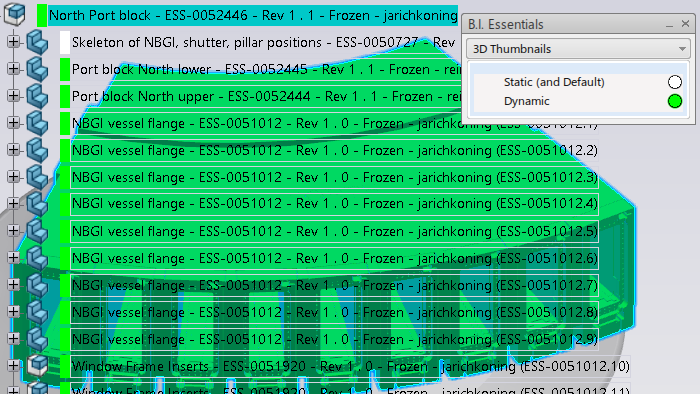 North Port block - ESS-0052446 - Rev 1 . 1 - Frozen - jarichkoning
B.I. Essentials
3D Thumbnails
Static (and Default)
Dynamic
Skeleton of NBGI, shutter, pillar positions - ESS-0050727 - Rev
Port block North lower - ESS-0052445 - Rev 1 . 1 - Frozen - rei
Port block North upper - ESS-0052444 - Rev 1 . 1 - Frozen - rei
NBGI vessel flange - ESS-0051012 - Rev 1 . 0 - Frozen - jarichkoning (ESS-0051012.1)
NBGI vessel flange - ESS-0051012 - Rev 1 . 0 - Frozen - jarichkoning (ESS-0051012.2)
NBGI vessel flange - ESS-0051012 - Rev 1 . 0 - Frozen - jarichkoning (ESS-0051012.3)
NBGI vessel flange - ESS-0051012 - Rev 1 . 0 - Frozen - jarichkoning (ESS-0051012.4)
NBGI vessel flange - ESS-0051012 - Rev 1 . 0 - Frozen - jarichkoning (ESS-0051012.5)
NBGI vessel flange - ESS-0051012 - Rev 1 . 0 - Frozen - jarichkoning (ESS-0051012.6)
NBGI vessel flange - ESS-0051012 - Rev 1 . 0 - Frozen - jarichkoning (ESS-0051012.7)
NBGI vessel flange - ESS-0051012 - Rev 1 . 0 - Frozen - jarichkoning (ESS-0051012.8)
NBGI vessel flange - ESS-0051012 - Rev 1 . 0 - Frozen - jarichkoning (ESS-0051012.9)
Window Frame Inserts - ESS-0051920 - Rev 1 . 0 - Frozen - jarichkoning (ESS-0051012.10)
Window Frame Inserts - ESS-0051920 - Rev 1 . 0 - Frozen - jarichkoning (ESS-0051012.11)